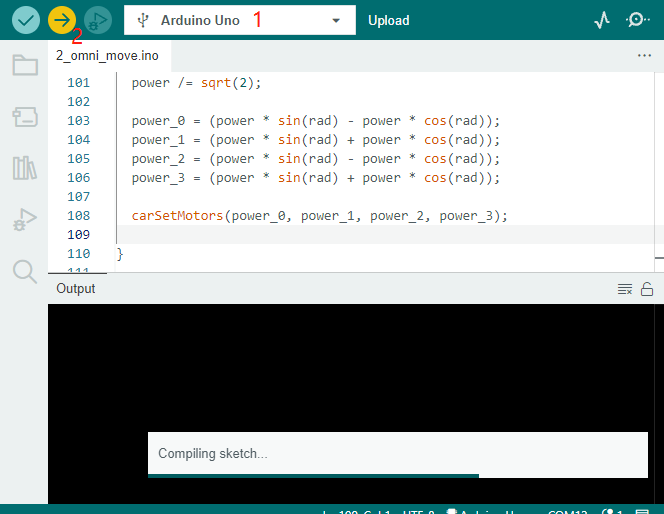 Arduino Uno 1 Upload
2
2_omni_move.ino
101 power /= sqrt(2);
102
103 power_0 = (power * sin(rad) - power * cos(rad));
104 power_1 = (power * sin(rad) + power * cos(rad));
105 power_2 = (power * sin(rad) - power * cos(rad));
106 power_3 = (power * sin(rad) + power * cos(rad));
107
108 carSetMotors(power_0, power_1, power_2, power_3);
109
110 }
Output
Compiling sketch...